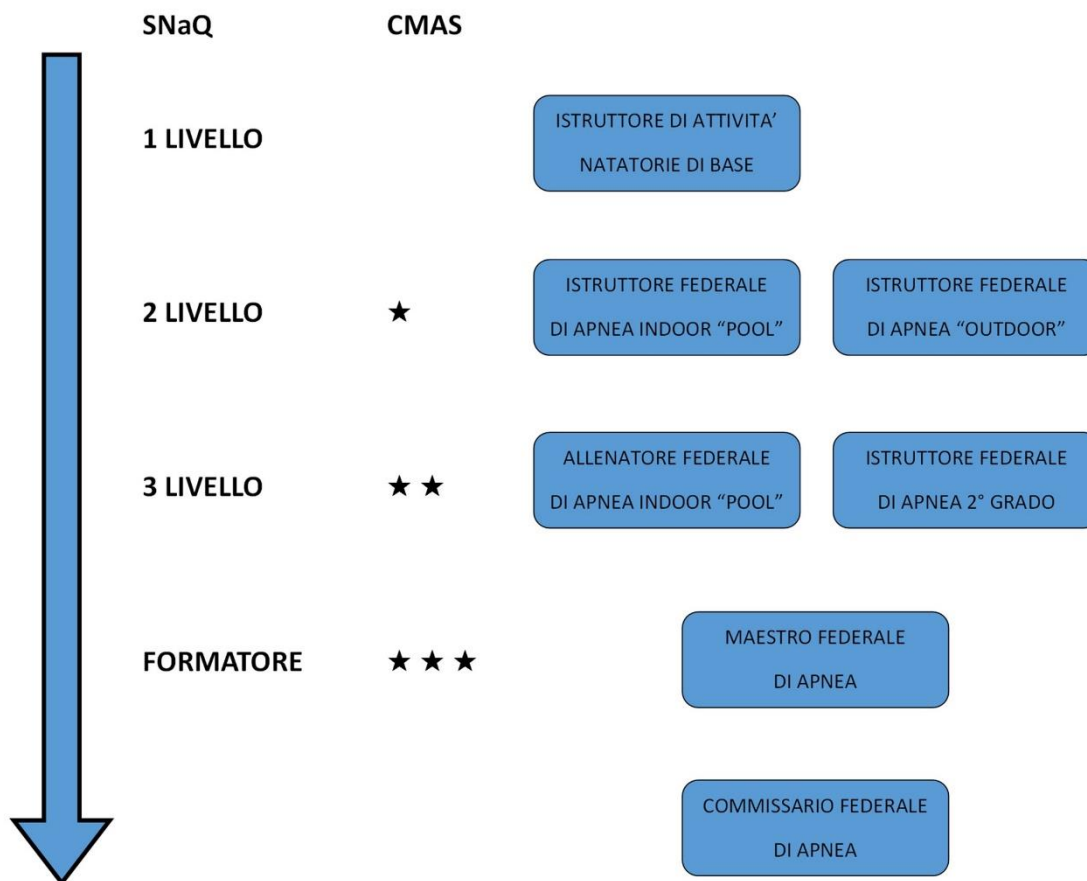 SNaQ CMAS
1 LIVELLO
ISTRUTTORE DI ATTIVITA’
NATATORIE DI BASE
2 LIVELLO ★
ISTRUTTORE FEDERALE
DI APNEA INDOOR “POOL”
ISTRUTTORE FEDERALE
DI APNEA “OUTDOOR”
3 LIVELLO ★ ★
ALLENATORE FEDERALE
DI APNEA INDOOR “POOL”
ISTRUTTORE FEDERALE
DI APNEA 2° GRADO
FORMATORE ★ ★ ★
MAESTRO FEDERALE
DI APNEA
COMMISSARIO FEDERALE
DI APNEA